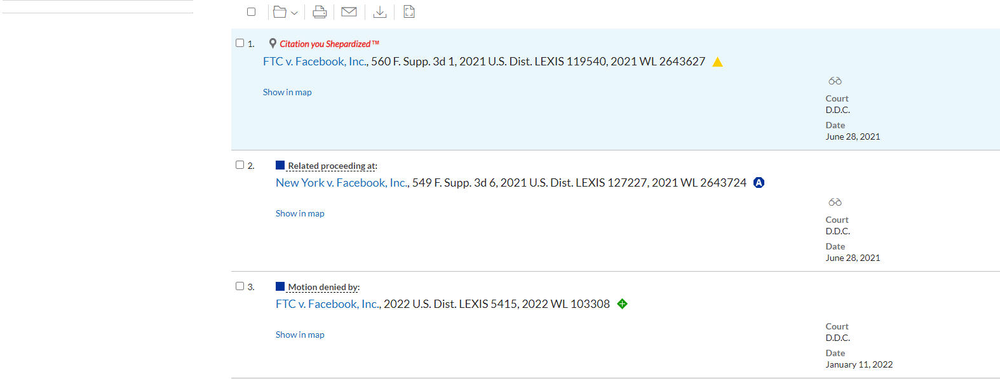 1. Citation you Shepardized™
FTC v. Facebook, Inc., 560 F. Supp. 3d 1, 2021 U.S. Dist. LEXIS 119540, 2021 WL 2643627
Show in map
Court
D.D.C.
Date
June 28, 2021
2. Related proceeding at:
New York v. Facebook, Inc., 549 F. Supp. 3d 6, 2021 U.S. Dist. LEXIS 127227, 2021 WL 2643724 A
Show in map
Court
D.D.C.
Date
June 28, 2021
3. Motion denied by:
FTC v. Facebook, Inc., 2022 U.S. Dist. LEXIS 5415, 2022 WL 103308
Show in map
Court
D.D.C.
Date
January 11, 2022